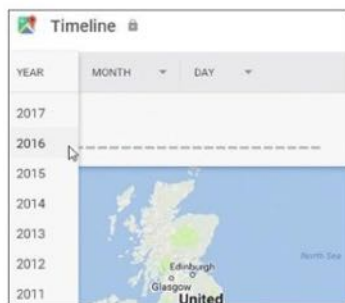 Timeline
YEAR MONTH DAY
2017
2016
2015
2014
2013
2012
2011
North Sea
Edinburgh
Glasgow
United